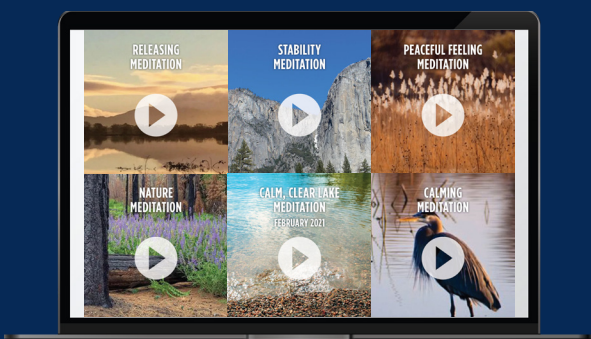 RELEASING
MEDITATION
STABILITY
MEDITATION
PEACEFUL FEELING
MEDITATION
NATURE
MEDITATION
CALM, CLEAR LAKE
MEDITATION
FEBRUARY 2021
CALMING
MEDITATION